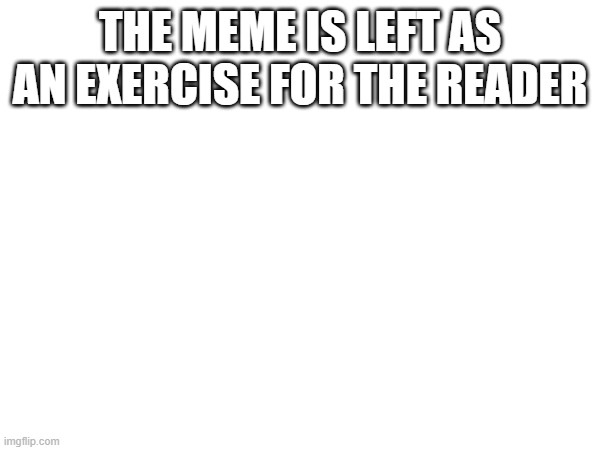 THE MEME IS LEFT AS
AN EXERCISE FOR THE READER
imgflip.com